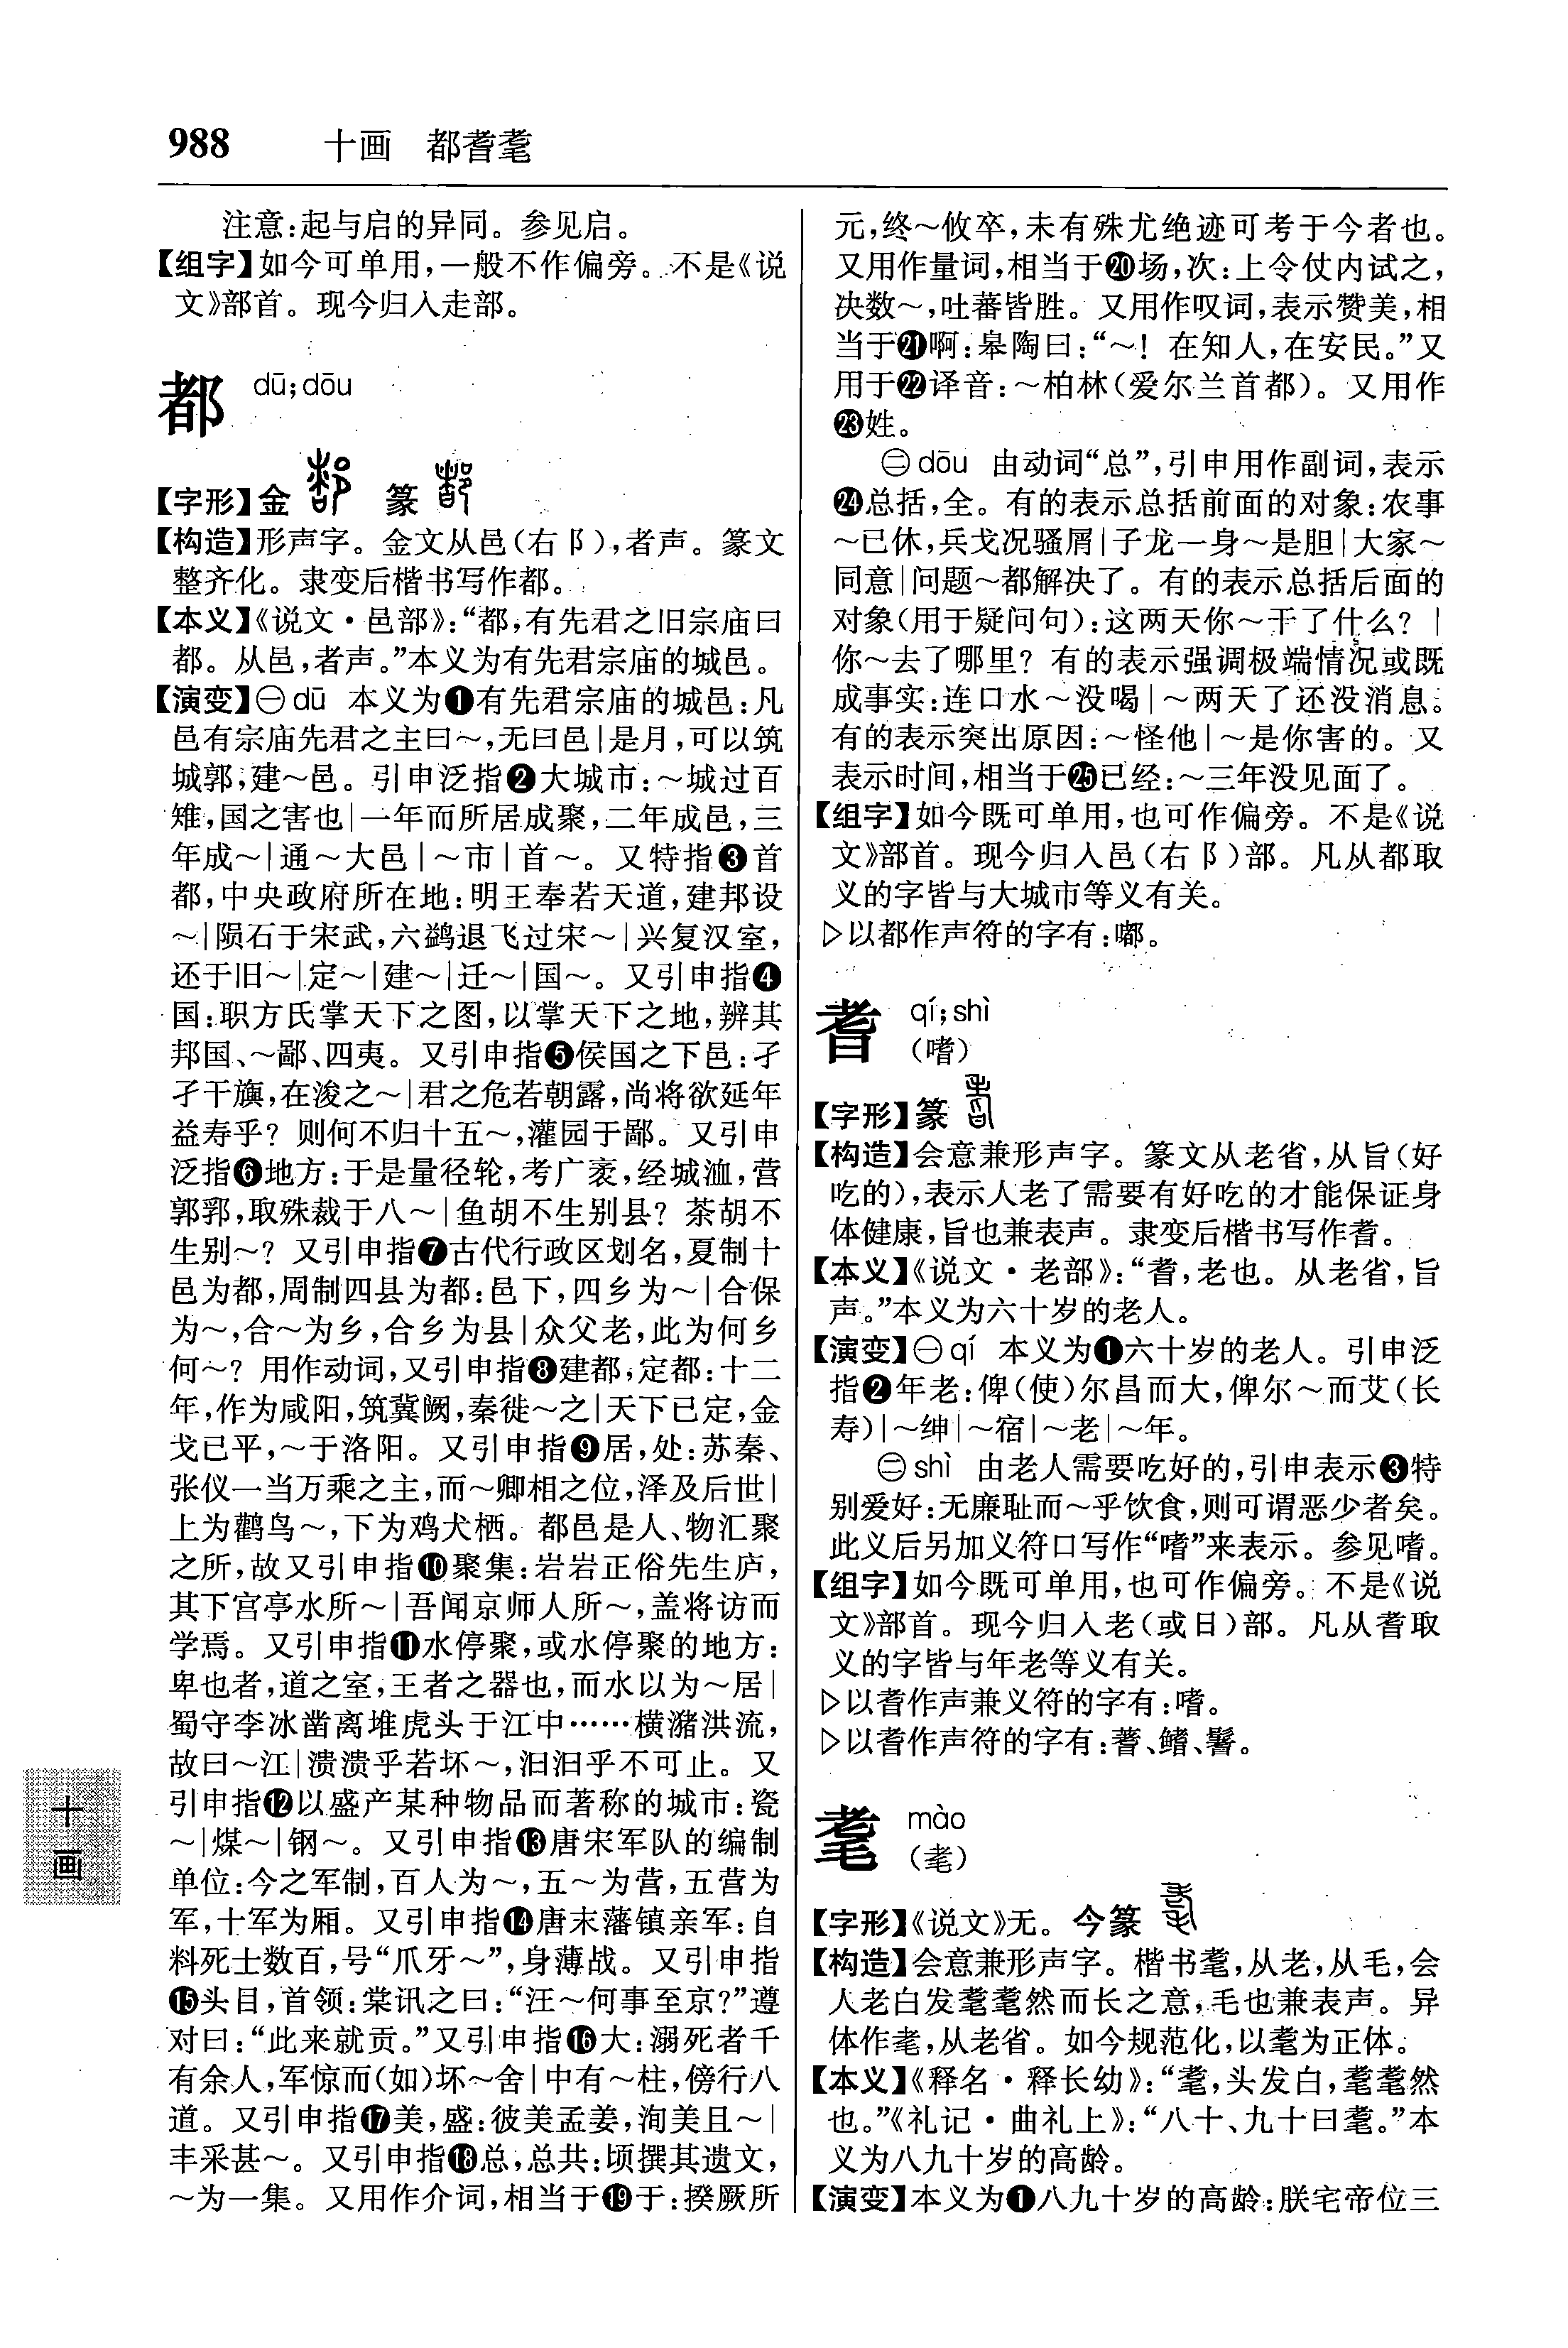 988 十画 都耆耄
注意:起与启的异同。参见启。
【组字】如今可单用,一般不作偏旁。不是《说
文》部首。现今归入走部。
都 dū;dōu
【字形】金 篆
【构造】形声字。金文从邑(右阝),者声。篆文
整齐化。隶变后楷书写作都。
【本义】《说文·邑部》:“都,有先君之旧宗庙曰
都。从邑,者声。”本义为有先君宗庙的城邑。
【演变】㊀dū 本义为❶有先君宗庙的城邑:凡
邑有宗庙先君之主曰～,无曰邑|是月,可以筑
城郭,建～邑。引申泛指❷大城市:～城过百
雉,国之害也|一年而所居成聚,二年成邑,三
年成～|通～大邑|～市|首～。又特指❸首
都,中央政府所在地:明王奉若天道,建邦设
～|陨石于宋武,六鹢退飞过宋～|兴复汉室,
还于旧～|定～|建～|迁～|国～。又引申指❹
国:职方氏掌天下之图,以掌天下之地,辨其
邦国、～鄙、四夷。又引申指❺侯国之下邑:孑
孑干旟,在浚之～|君之危若朝露,尚将欲延年
益寿乎?则何不归十五～,灌园于鄙。又引申
泛指❻地方:于是量径轮,考广袤,经城洫,营
郭郛,取殊裁于八～|鱼胡不生别县?茶胡不
生别～?又引申指❼古代行政区划名,夏制十
邑为都,周制四县为都:邑下,四乡为～|合保
为～,合～为乡,合乡为县|众父老,此为何乡
何～?用作动词,又引申指❽建都,定都:十二
年,作为咸阳,筑冀阙,秦徙～之|天下已定,金
戈已平,～于洛阳。又引申指❾居,处:苏秦、
张仪一当万乘之主,而～卿相之位,泽及后世|
上为鹳鸟～,下为鸡犬栖。都邑是人、物汇聚
之所,故又引申指❿聚集:岩岩正俗先生庐,
其下宫亭水所～|吾闻京师人所～,盖将访而
学焉。又引申指⓫水停聚,或水停聚的地方:
卑也者,道之室,王者之器也,而水以为～居|
蜀守李冰凿离堆虎头于江中……横潴洪流,
故曰～江|溃溃乎若坏～,汩汩乎不可止。又
引申指⓬以盛产某种物品而著称的城市:瓷
～|煤～|钢～。又引申指⓭唐宋军队的编制
单位:今之军制,百人为～,五～为营,五营为
军,十军为厢。又引申指⓮唐末藩镇亲军:自
料死士数百,号“爪牙～”,身薄战。又引申指
⓯头目,首领:棠讯之曰:“汪～何事至京?”遵
对曰:“此来就贡。”又引申指⓰大:溺死者千
有余人,军惊而(如)坏～舍|中有～柱,傍行八
道。又引申指⓱美,盛:彼美孟姜,洵美且～|
丰采甚～。又引申指⓲总,总共:顷撰其遗文,
～为一集。又用作介词,相当于⓳于:揆厥所
元,终～攸卒,未有殊尤绝迹可考于今者也。
又用作量词,相当于⓴场,次:上令仗内试之,
决数～,吐蕃皆胜。又用作叹词,表示赞美,相
当于㉑啊:皋陶曰:“～!在知人,在安民。”又
用于㉒译音:～柏林(爱尔兰首都)。又用作
㉓姓。
㊁dōu 由动词“总”,引申用作副词,表示
㉔总括,全。有的表示总括前面的对象:农事
～已休,兵戈况骚屑|子龙一身～是胆|大家～
同意|问题～都解决了。有的表示总括后面的
对象(用于疑问句):这两天你～干了什么?|
你～去了哪里?有的表示强调极端情况或既
成事实:连口水～没喝|～两天了还没消息。
有的表示突出原因:～怪他|～是你害的。又
表示时间,相当于㉕已经:～三年没见面了。
【组字】如今既可单用,也可作偏旁。不是《说
文》部首。现今归入邑(右阝)部。凡从都取
义的字皆与大城市等义有关。
▷以都作声符的字有:嘟。
耆 qí;shì
(嗜)
【字形】篆
【构造】会意兼形声字。篆文从老省,从旨(好
吃的),表示人老了需要有好吃的才能保证身
体健康,旨也兼表声。隶变后楷书写作耆。
【本义】《说文·老部》:“耆,老也。从老省,旨
声。”本义为六十岁的老人。
【演变】㊀qí 本义为❶六十岁的老人。引申泛
指❷年老:俾(使)尔昌而大,俾尔～而艾(长
寿)|～绅|～宿|～老|～年。
㊁shì 由老人需要吃好的,引申表示❸特
别爱好:无廉耻而～乎饮食,则可谓恶少者矣。
此义后另加义符口写作“嗜”来表示。参见嗜。
【组字】如今既可单用,也可作偏旁。不是《说
文》部首。现今归入老(或日)部。凡从耆取
义的字皆与年老等义有关。
▷以耆作声兼义符的字有:嗜。
▷以耆作声符的字有:蓍、鳍、鬐。
耄 mào
(耄)
【字形】《说文》无。今篆
【构造】会意兼形声字。楷书耄,从老,从毛,会
人老白发耄耄然而长之意,毛也兼表声。异
体作耄,从老省。如今规范化,以耄为正体。
【本义】《释名·释长幼》:“耄,头发白,耄耄然
也。”《礼记·曲礼上》:“八十、九十曰耄。”本
义为八九十岁的高龄。
【演变】本义为❶八九十岁的高龄:朕宅帝位三
十画